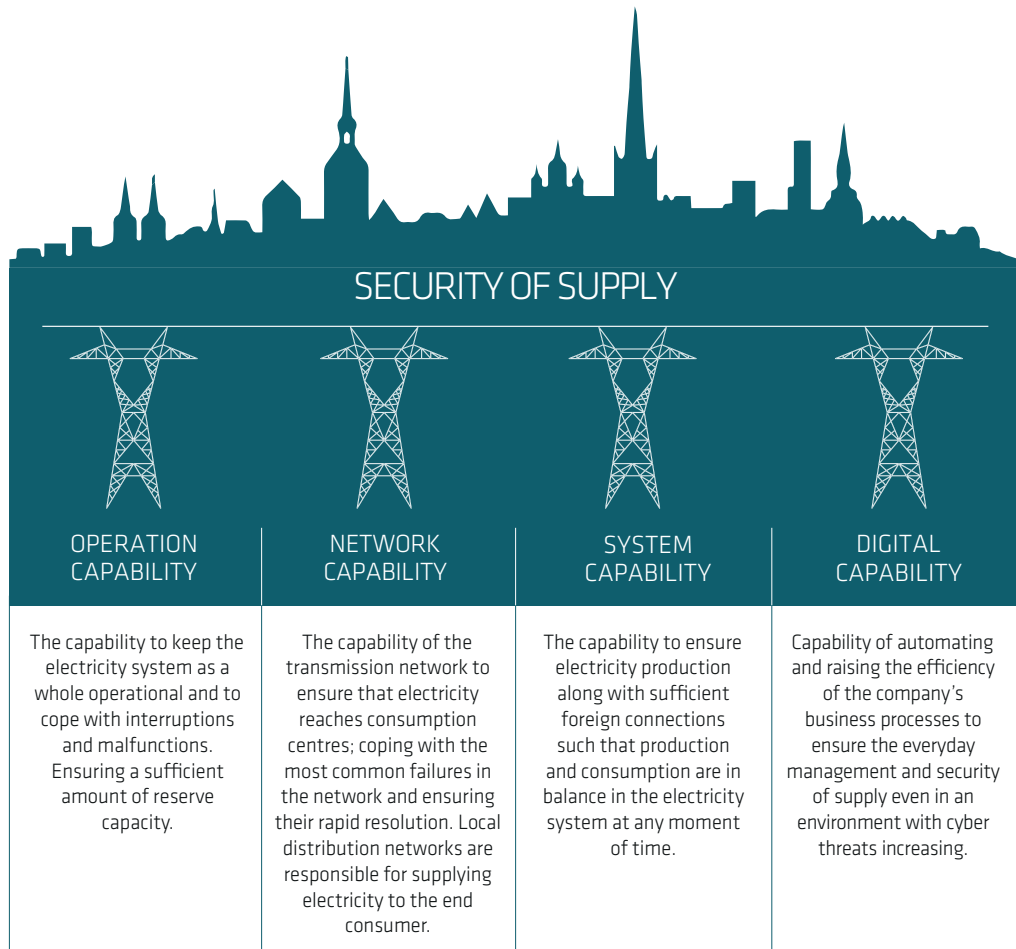 SECURITY OF SUPPLY
OPERATION
CAPABILITY
The capability to keep the
electricity system as a
whole operational and to
cope with interruptions
and malfunctions.
Ensuring a sufficient
amount of reserve
capacity.
NETWORK
CAPABILITY
The capability of the
transmission network to
ensure that electricity
reaches consumption
centres; coping with the
most common failures in
the network and ensuring
their rapid resolution. Local
distribution networks are
responsible for supplying
electricity to the end
consumer.
SYSTEM
CAPABILITY
The capability to ensure
electricity production
along with sufficient
foreign connections
such that production
and consumption are in
balance in the electricity
system at any moment
of time.
DIGITAL
CAPABILITY
Capability of automating
and raising the efficiency
of the company’s
business processes to
ensure the everyday
management and security
of supply even in an
environment with cyber
threats increasing.